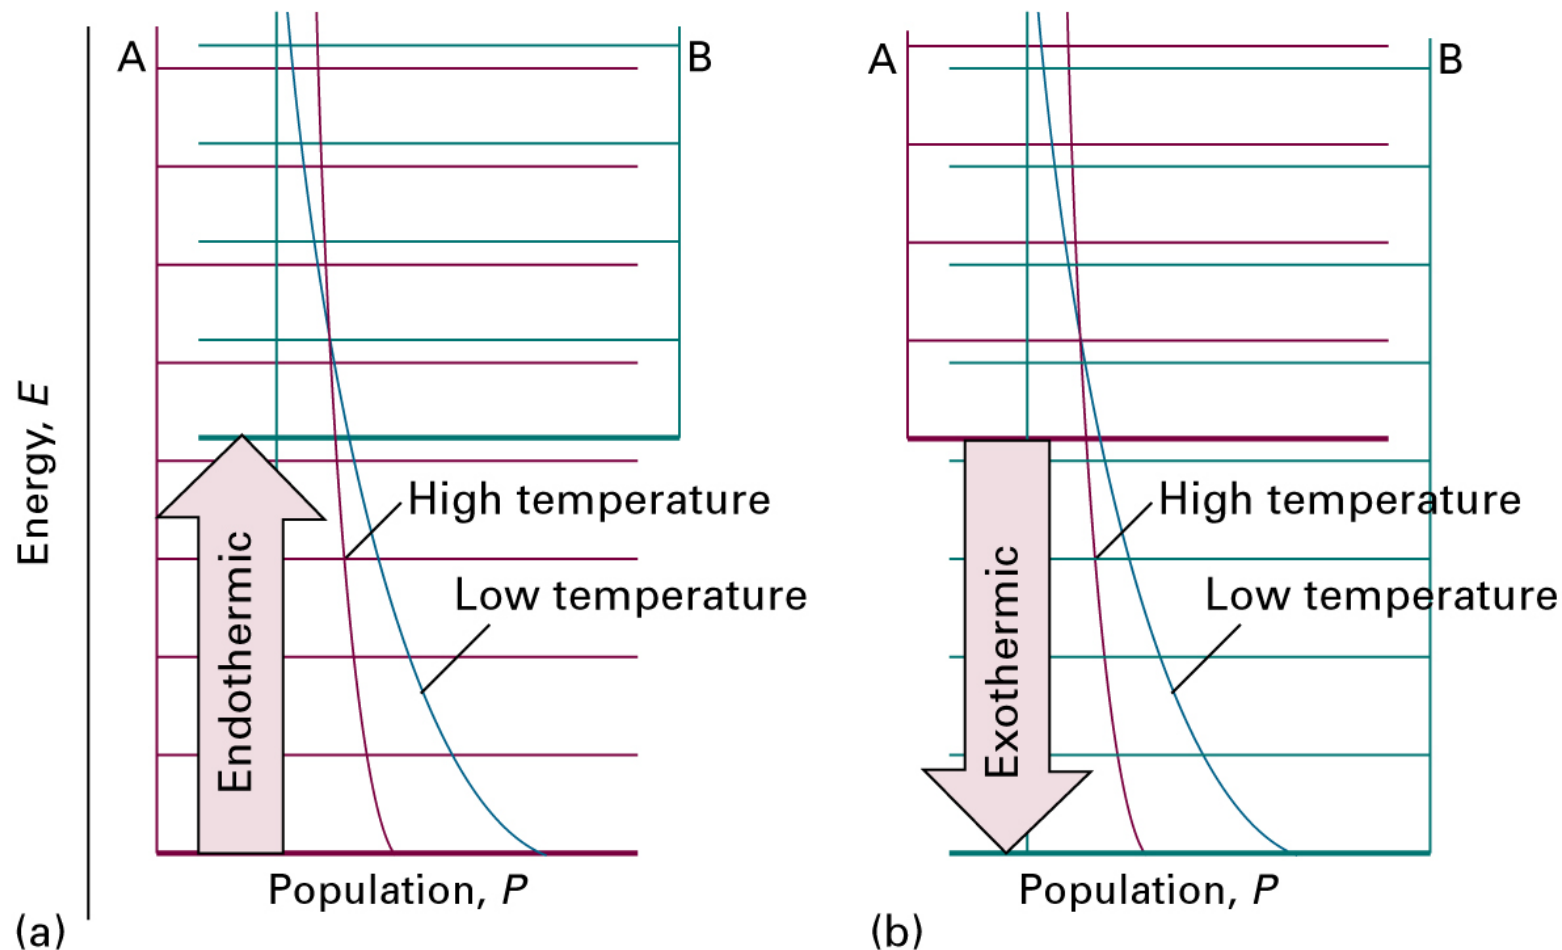 A
B
Energy, E
Endothermic
High temperature
Low temperature
Population, P
(a)
A
B
Exothermic
High temperature
Low temperature
Population, P
(b)